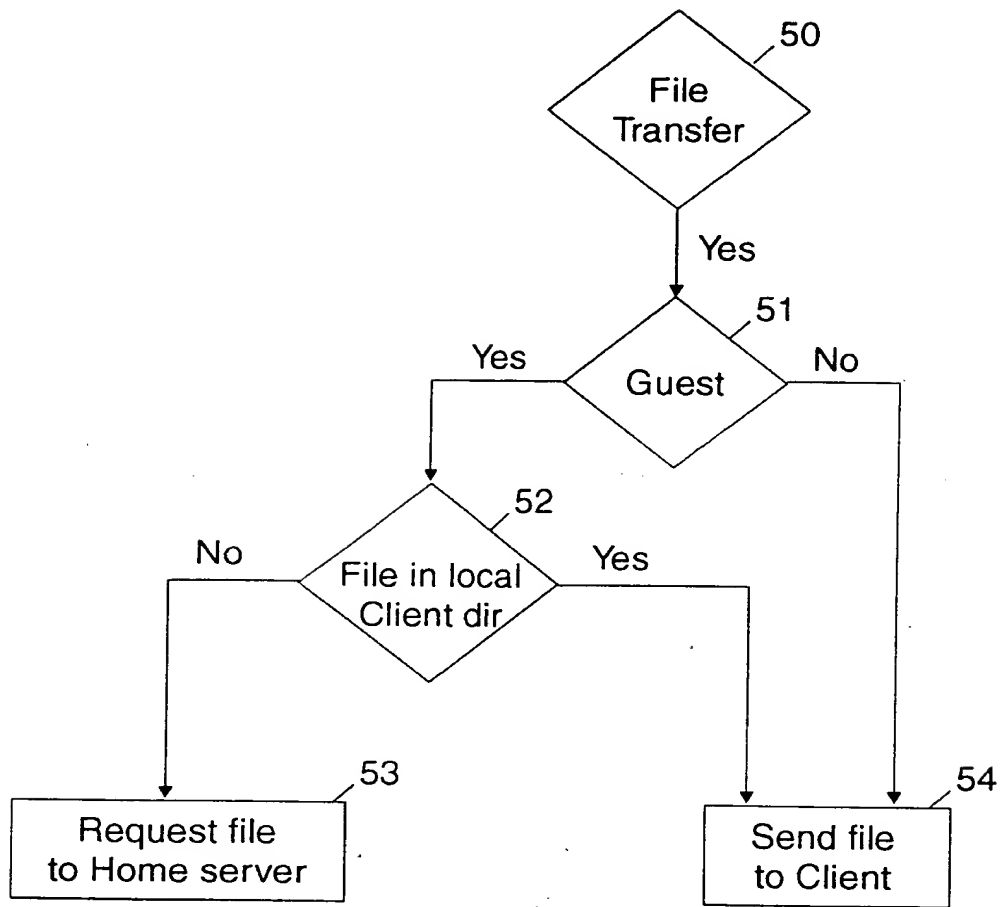 50
File
Transfer
Yes
51
Yes
No
Guest
52
No
Yes
File in local
Client dir
53
54
Request file
to Home server
Send file
to Client